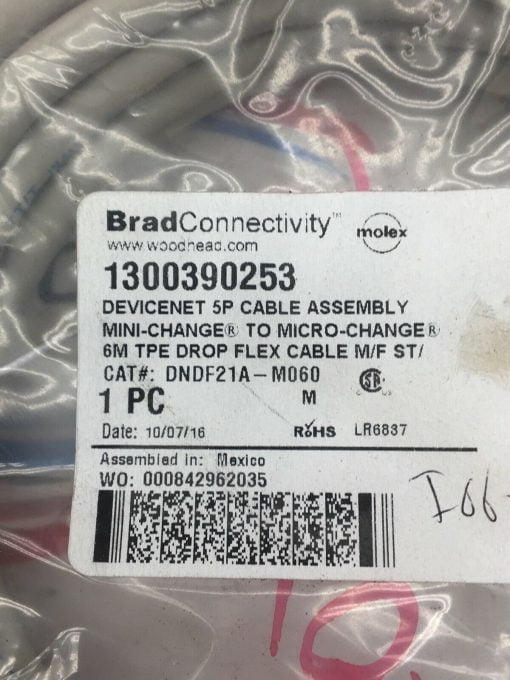 BradConnectivity™ molex
www.woodhead.com
1300390253
DEVICENET 5P CABLE ASSEMBLY
MINI-CHANGE® TO MICRO-CHANGE®
6M TPE DROP FLEX CABLE M/F ST/
CAT#: DNDF21A-M060
1 PC M
Date: 10/07/16 RoHS LR6837
Assembled in: Mexico
WO: 000842962035